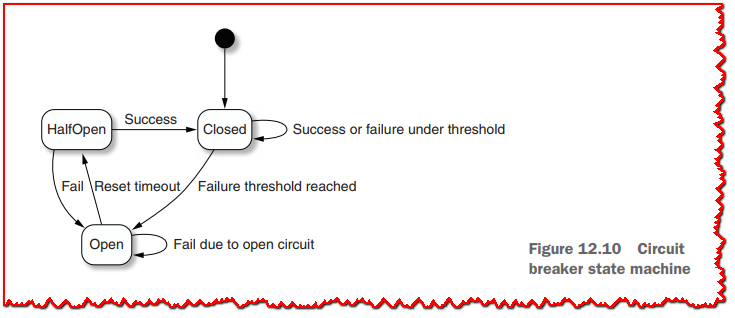 Success
HalfOpen
Closed
Success or failure under threshold
Fail
Reset timeout
Failure threshold reached
Open
Fail due to open circuit
Figure 12.10 Circuit
breaker state machine